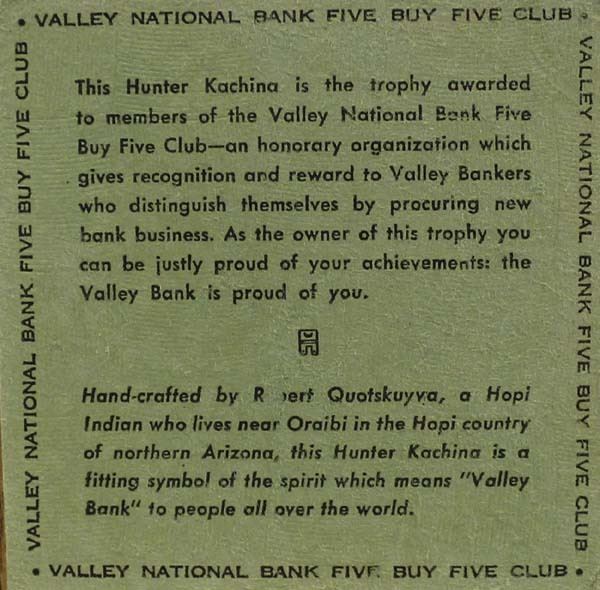 • VALLEY NATIONAL BANK FIVE BUY FIVE CLUB •
This Hunter Kachina is the trophy awarded
to members of the Valley National Bank Five
Buy Five Club—an honorary organization which
gives recognition and reward to Valley Bankers
who distinguish themselves by procuring new
bank business. As the owner of this trophy you
can be justly proud of your achievements: the
Valley Bank is proud of you.
Hand-crafted by Robert Quotskuyva, a Hopi
Indian who lives near Oraibi in the Hopi country
of northern Arizona, this Hunter Kachina is a
fitting symbol of the spirit which means "Valley
Bank" to people all over the world.
VALLEY NATIONAL BANK FIVE BUY FIVE CLUB
VALLEY NATIONAL BANK FIVE BUY FIVE CLUB
• VALLEY NATIONAL BANK FIVE BUY FIVE CLUB •